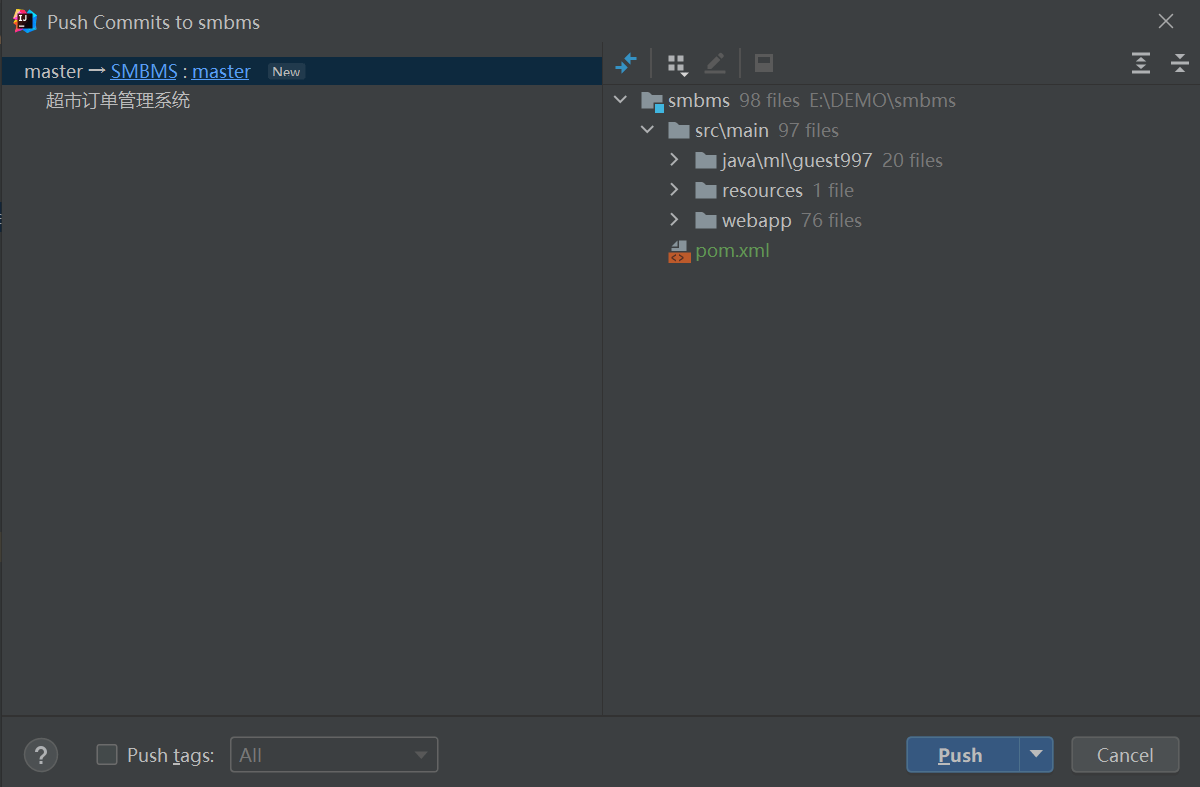 Push Commits to smbms
master → SMBMS : master New
超市订单管理系统
smbms 98 files E:\DEMO\smbms
src\main 97 files
java\ml\guest997 20 files
resources 1 file
webapp 76 files
pom.xml
? Push tags: All Push Cancel